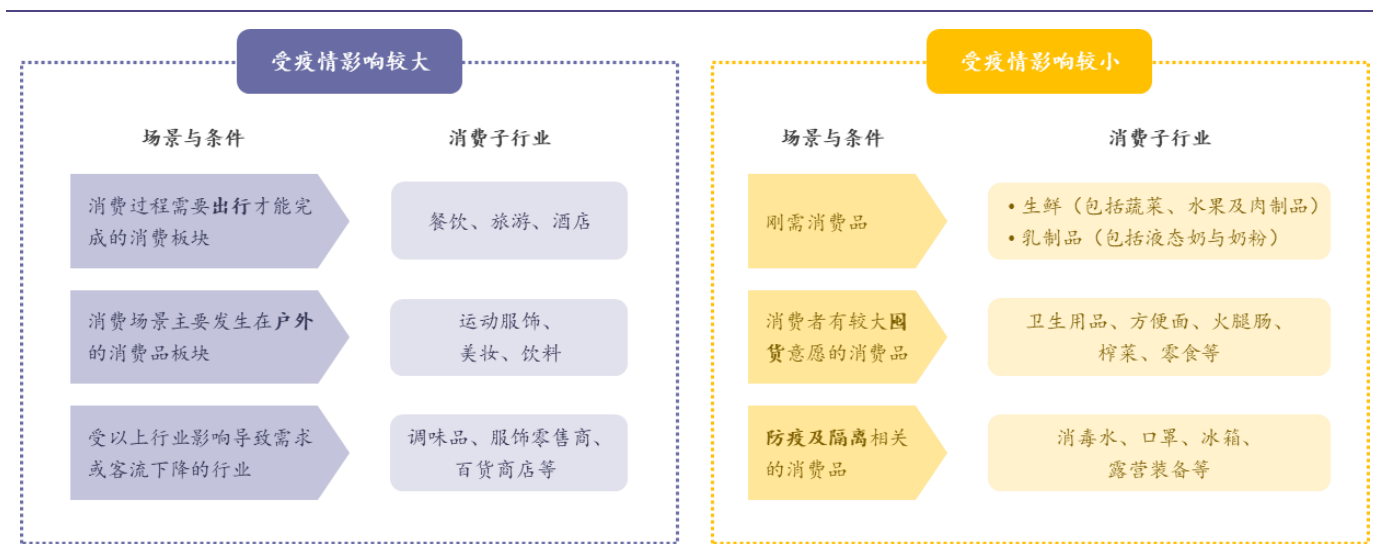 受疫情影响较大
场景与条件
消费子行业
消费过程需要出行才能完
成的消费板块
餐饮、旅游、酒店
消费场景主要发生在户外
的消费品板块
运动服饰、
美妆、饮料
受以上行业影响导致需求
或客流下降的行业
调味品、服饰零售商、
百货商店等
受疫情影响较小
场景与条件
消费子行业
刚需消费品
• 生鲜（包括蔬菜、水果及肉制品）
• 乳制品（包括液态奶与奶粉）
消费者有较大囤
货意愿的消费品
卫生用品、方便面、火腿肠、
榨菜、零食等
防疫及隔离相关
的消费品
消毒水、口罩、冰箱、
露营装备等